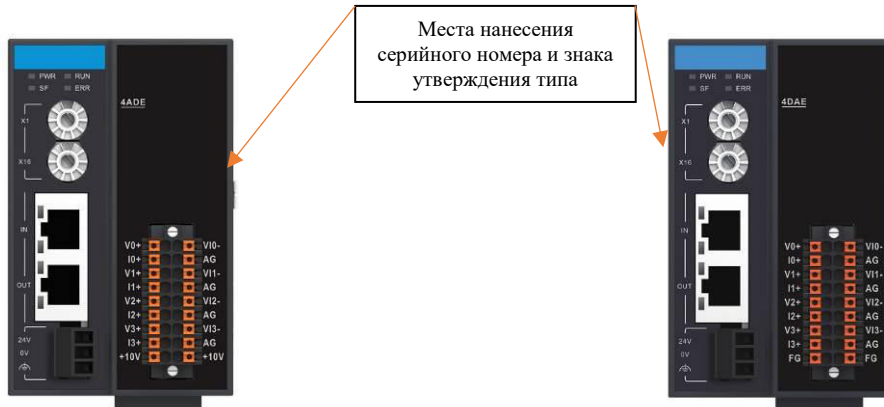 Места нанесения
серийного номера и знака
утверждения типа
PWR RUN
SF ERR
4ADE
X1
X16
IN
OUT
V0+ VI0-
I0+ AG
V1+ VI1-
I1+ AG
V2+ VI2-
I2+ AG
V3+ VI3-
I3+ AG
+10V +10V
24V
0V
PWR RUN
SF ERR
4DAE
X1
X16
IN
OUT
V0+ VI0-
I0+ AG
V1+ VI1-
I1+ AG
V2+ VI2-
I2+ AG
V3+ VI3-
I3+ AG
FG FG
24V
0V